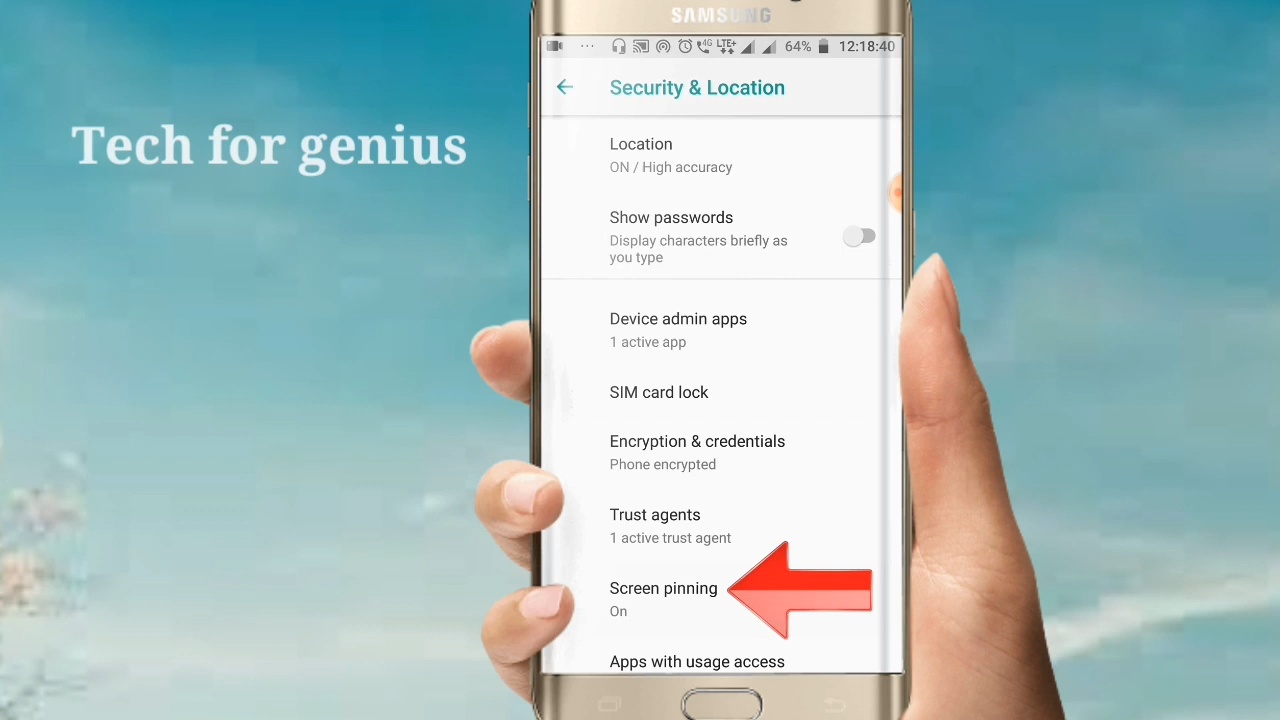 SAMSUNG
4G LTE+ 64% 12:18:40
Security & Location
Tech for genius
Location
ON / High accuracy
Show passwords
Display characters briefly as
you type
Device admin apps
1 active app
SIM card lock
Encryption & credentials
Phone encrypted
Trust agents
1 active trust agent
Screen pinning
On
Apps with usage access